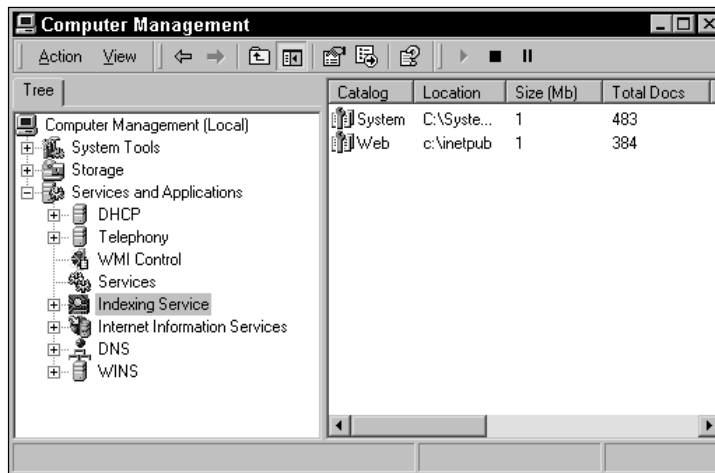 Computer Management
Action View
Tree
Computer Management (Local)
System Tools
Storage
Services and Applications
DHCP
Telephony
WMI Control
Services
Indexing Service
Internet Information Services
DNS
WINS
Catalog Location Size (Mb) Total Docs
System C:\Syste... 1 483
Web c:\inetpub 1 384